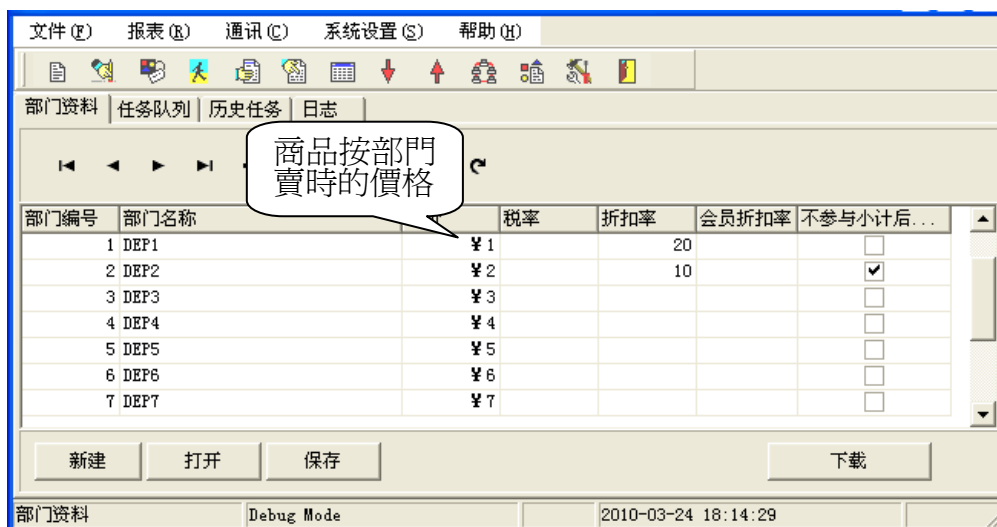 文件(F) 报表(R) 通讯(C) 系统设置(S) 帮助(H)
部门资料 任务队列 历史任务 日志
商品按部門
賣時的價格
部门编号 部门名称 税率 折扣率 会员折扣率 不参与小计后...
1 DEP1 ¥1 20
2 DEP2 ¥2 10
3 DEP3 ¥3
4 DEP4 ¥4
5 DEP5 ¥5
6 DEP6 ¥6
7 DEP7 ¥7
新建 打开 保存 下载
部门资料 Debug Mode 2010-03-24 18:14:29